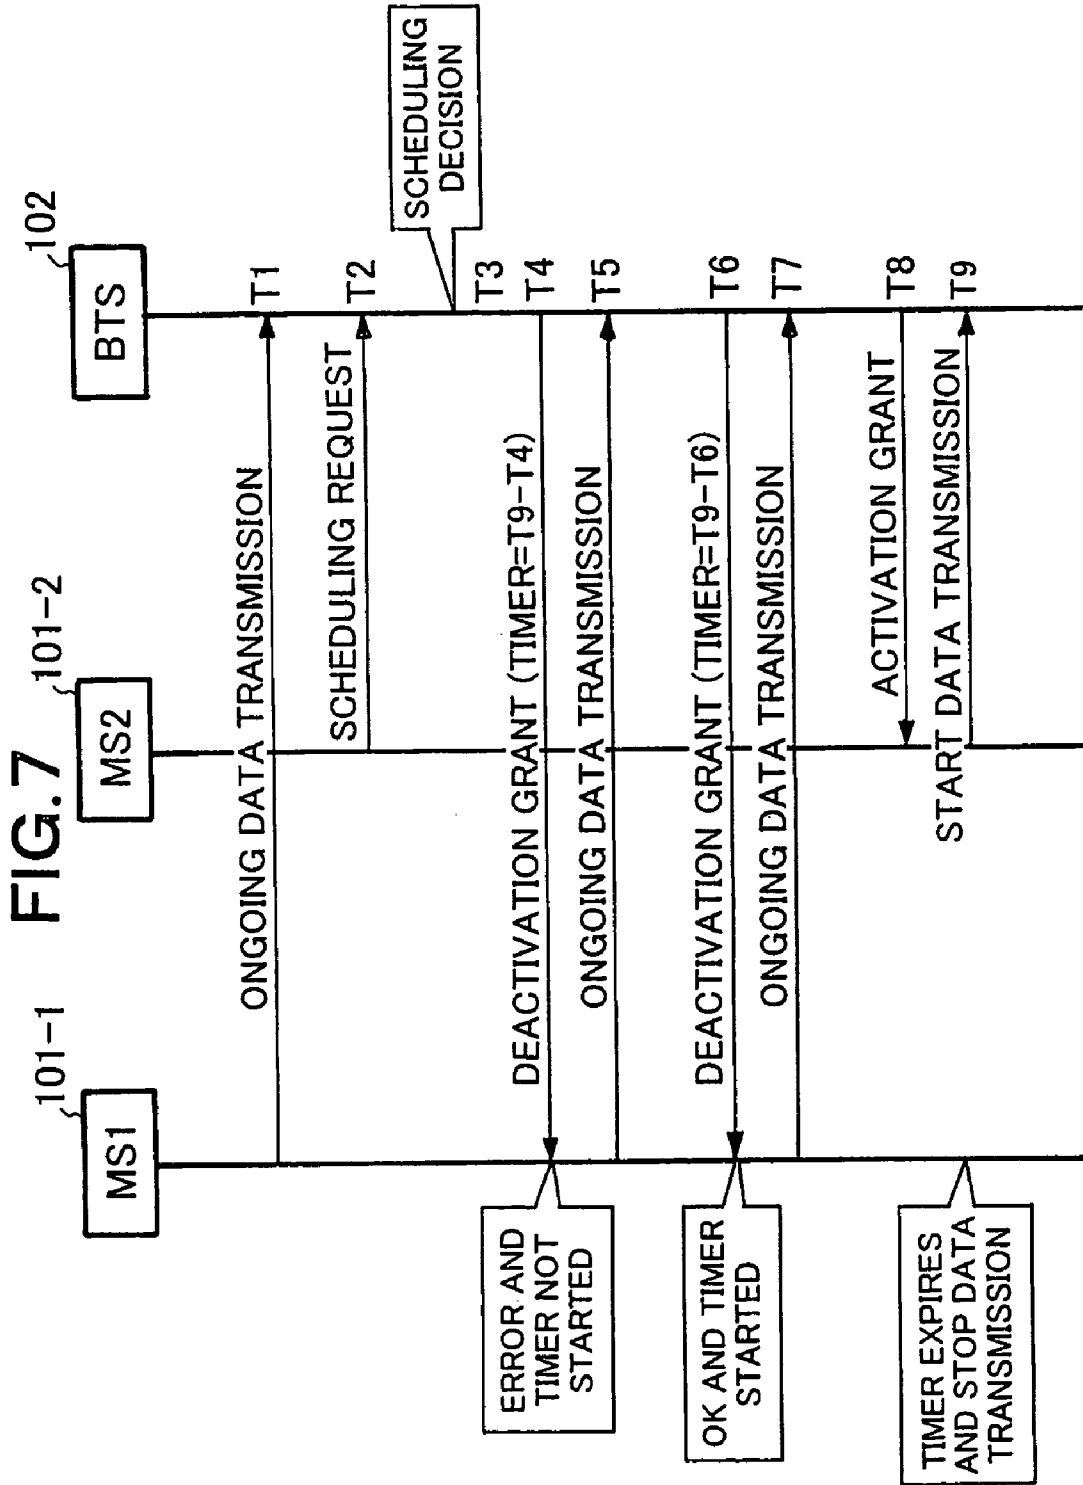 FIG.7
101-1
101-2
102
MS1
MS2
BTS
ONGOING DATA TRANSMISSION
T1
SCHEDULING REQUEST
T2
SCHEDULING
DECISION
T3
DEACTIVATION GRANT (TIMER=T9-T4)
T4
ERROR AND
TIMER NOT
STARTED
ONGOING DATA TRANSMISSION
T5
DEACTIVATION GRANT (TIMER=T9-T6)
T6
OK AND TIMER
STARTED
ONGOING DATA TRANSMISSION
T7
ACTIVATION GRANT
T8
START DATA TRANSMISSION
T9
TIMER EXPIRES
AND STOP DATA
TRANSMISSION